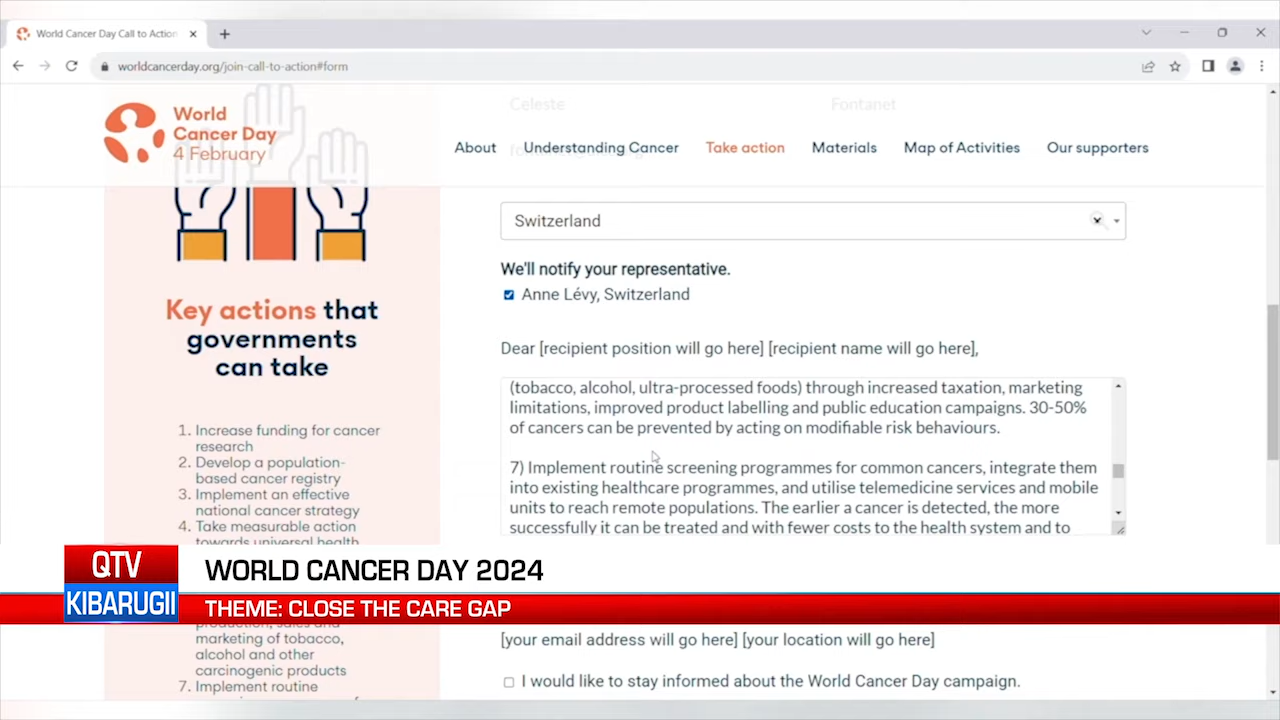 World Cancer Day Call to Action
worldcancerday.org/join-call-to-action#form
World
Cancer Day
4 February
Celeste
Fontanet
About
Understanding Cancer
Take action
Materials
Map of Activities
Our supporters
Key actions that
governments
can take
1. Increase funding for cancer
research
2. Develop a population-
based cancer registry
3. Implement an effective
national cancer strategy
4. Take measurable action
towards universal health
production, sales and
marketing of tobacco,
alcohol and other
carcinogenic products
7. Implement routine
Switzerland
We'll notify your representative.
Anne Lévy, Switzerland
Dear [recipient position will go here] [recipient name will go here],
(tobacco, alcohol, ultra-processed foods) through increased taxation, marketing
limitations, improved product labelling and public education campaigns. 30-50%
of cancers can be prevented by acting on modifiable risk behaviours.
7) Implement routine screening programmes for common cancers, integrate them
into existing healthcare programmes, and utilise telemedicine services and mobile
units to reach remote populations. The earlier a cancer is detected, the more
successfully it can be treated and with fewer costs to the health system and to
[your email address will go here] [your location will go here]
I would like to stay informed about the World Cancer Day campaign.
QTV
KIBARUGII
WORLD CANCER DAY 2024
THEME: CLOSE THE CARE GAP